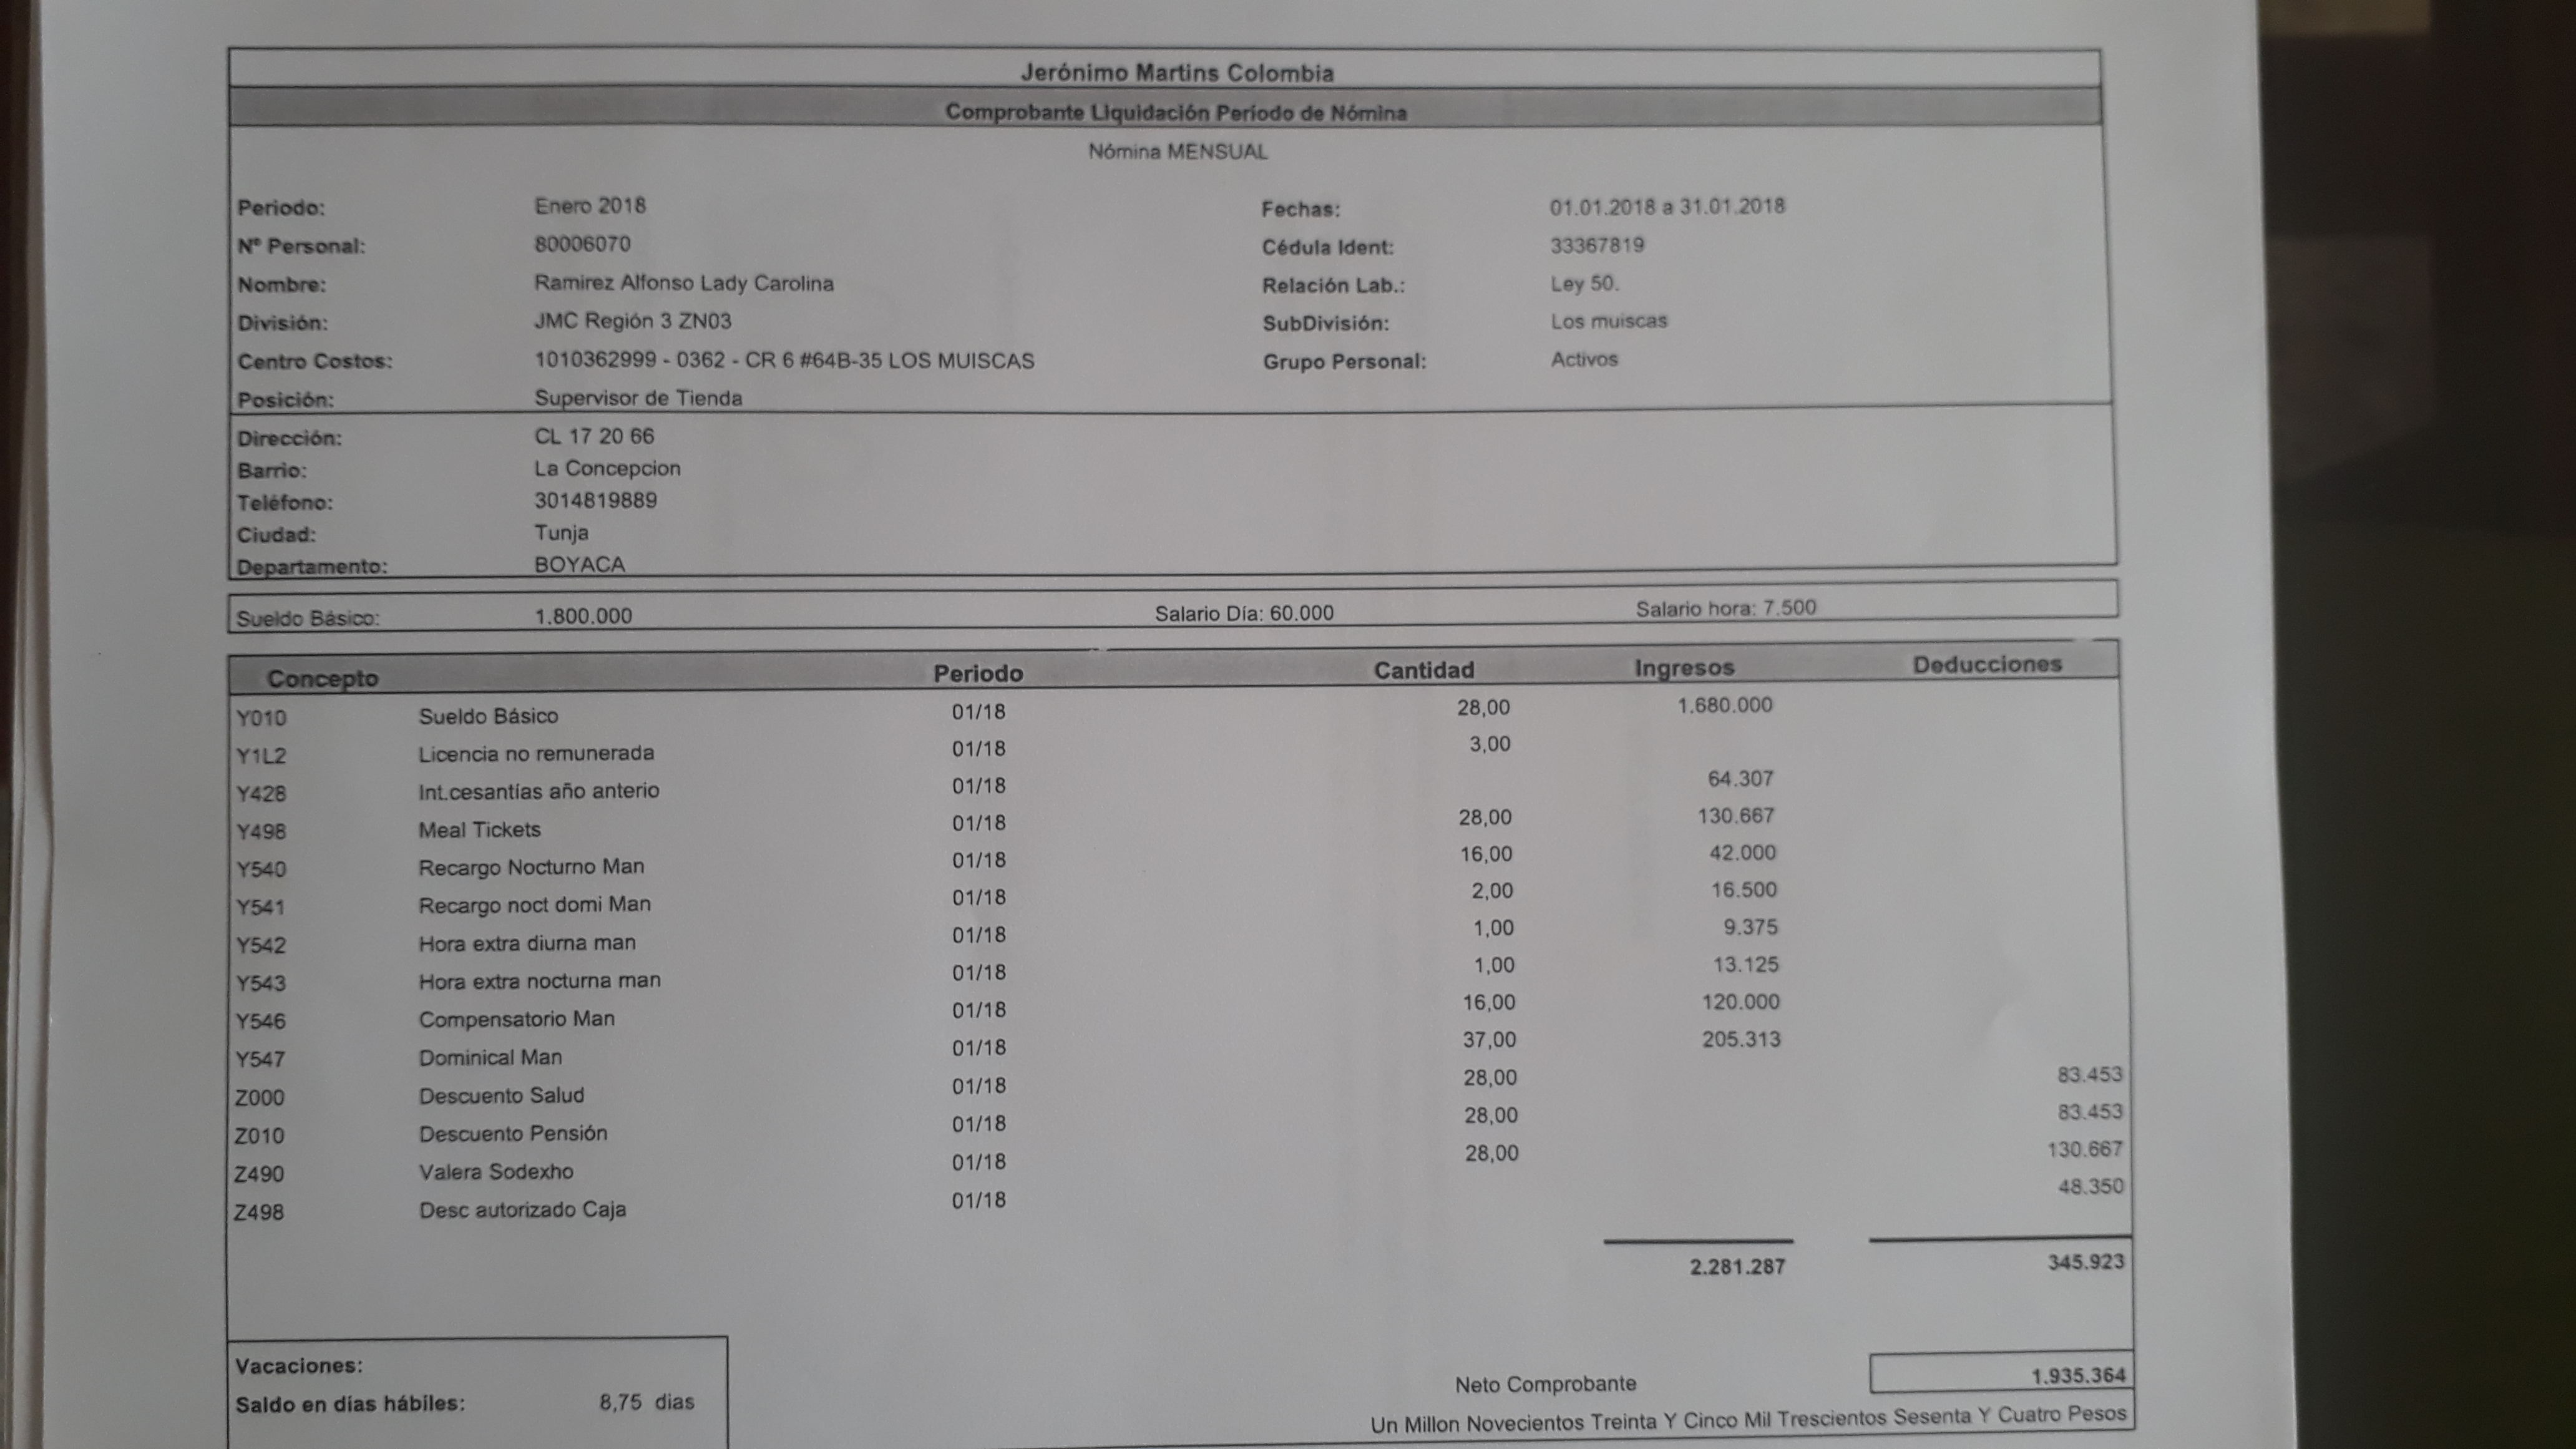 Jerónimo Martins Colombia
Comprobante Liquidación Período de Nómina
Nómina MENSUAL
Periodo: Enero 2018 Fechas: 01.01.2018 a 31.01.2018
Nº Personal: 80006070 Cédula Ident: 33367819
Nombre: Ramirez Alfonso Lady Carolina Relación Lab.: Ley 50.
División: JMC Región 3 ZN03 SubDivisión: Los muiscas
Centro Costos: 1010362999 - 0362 - CR 6 #64B-35 LOS MUISCAS Grupo Personal: Activos
Posición: Supervisor de Tienda
Dirección: CL 17 20 66
Barrio: La Concepcion
Teléfono: 3014819889
Ciudad: Tunja
Departamento: BOYACA
Sueldo Básico: 1.800.000 Salario Día: 60.000 Salario hora: 7.500
Concepto Periodo Cantidad Ingresos Deducciones
Y010 Sueldo Básico 01/18 28,00 1.680.000
Y1L2 Licencia no remunerada 01/18 3,00
Y428 Int.cesantias año anterio 01/18 64.307
Y498 Meal Tickets 01/18 28,00 130.667
Y540 Recargo Nocturno Man 01/18 16,00 42.000
Y541 Recargo noct domi Man 01/18 2,00 16.500
Y542 Hora extra diurna man 01/18 1,00 9.375
Y543 Hora extra nocturna man 01/18 1,00 13.125
Y546 Compensatorio Man 01/18 16,00 120.000
Y547 Dominical Man 01/18 37,00 205.313
Z000 Descuento Salud 01/18 28,00 83.453
Z010 Descuento Pensión 01/18 28,00 83.453
Z490 Valera Sodexho 01/18 28,00 130.667
Z498 Desc autorizado Caja 01/18 48.350
2.281.287 345.923
Vacaciones: Neto Comprobante 1.935.364
Saldo en días hábiles: 8,75 dias Un Millon Novecientos Treinta Y Cinco Mil Trescientos Sesenta Y Cuatro Pesos